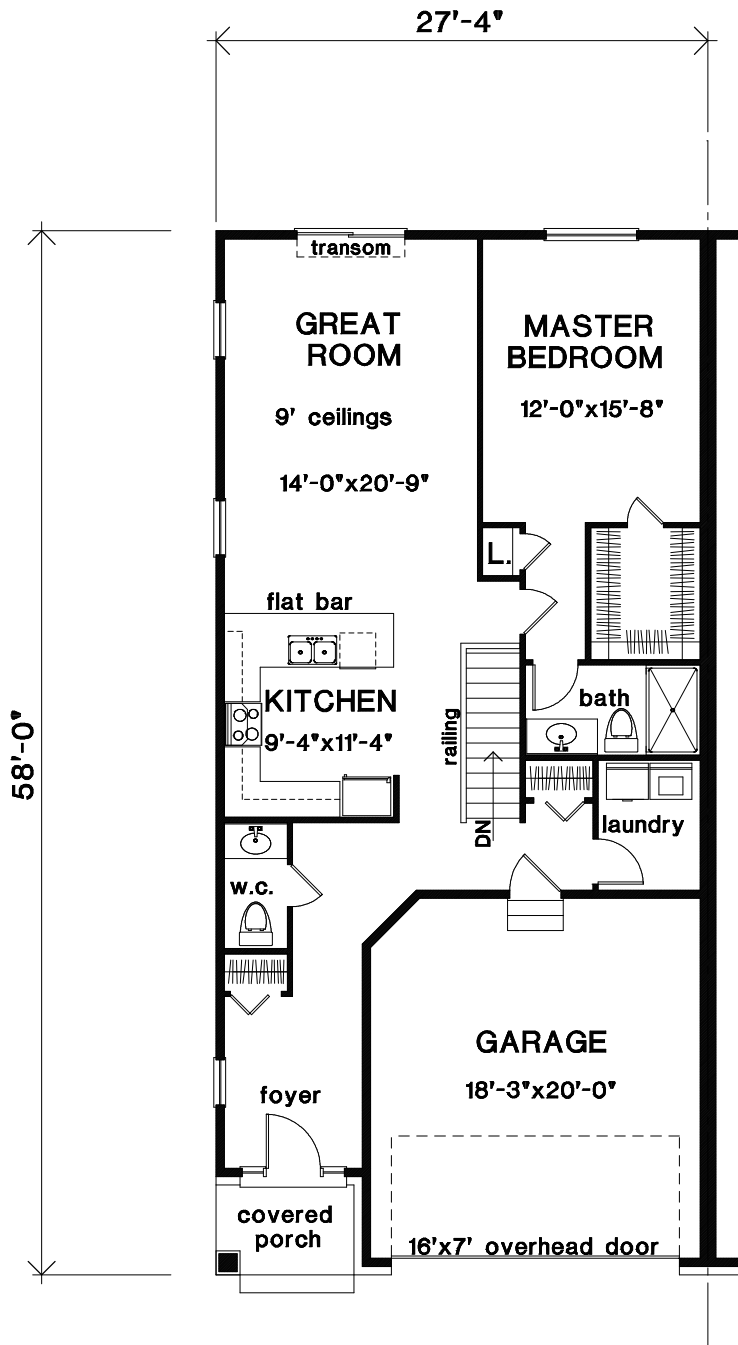 27'-4"
transom
GREAT
ROOM
MASTER
BEDROOM
9' ceilings
12'-0"x15'-8"
14'-0"x20'-9"
L.
flat bar
58'-0"
KITCHEN
9'-4"x11'-4"
railing
bath
DN
laundry
w.c.
GARAGE
18'-3"x20'-0"
foyer
covered
porch
16'x7' overhead door